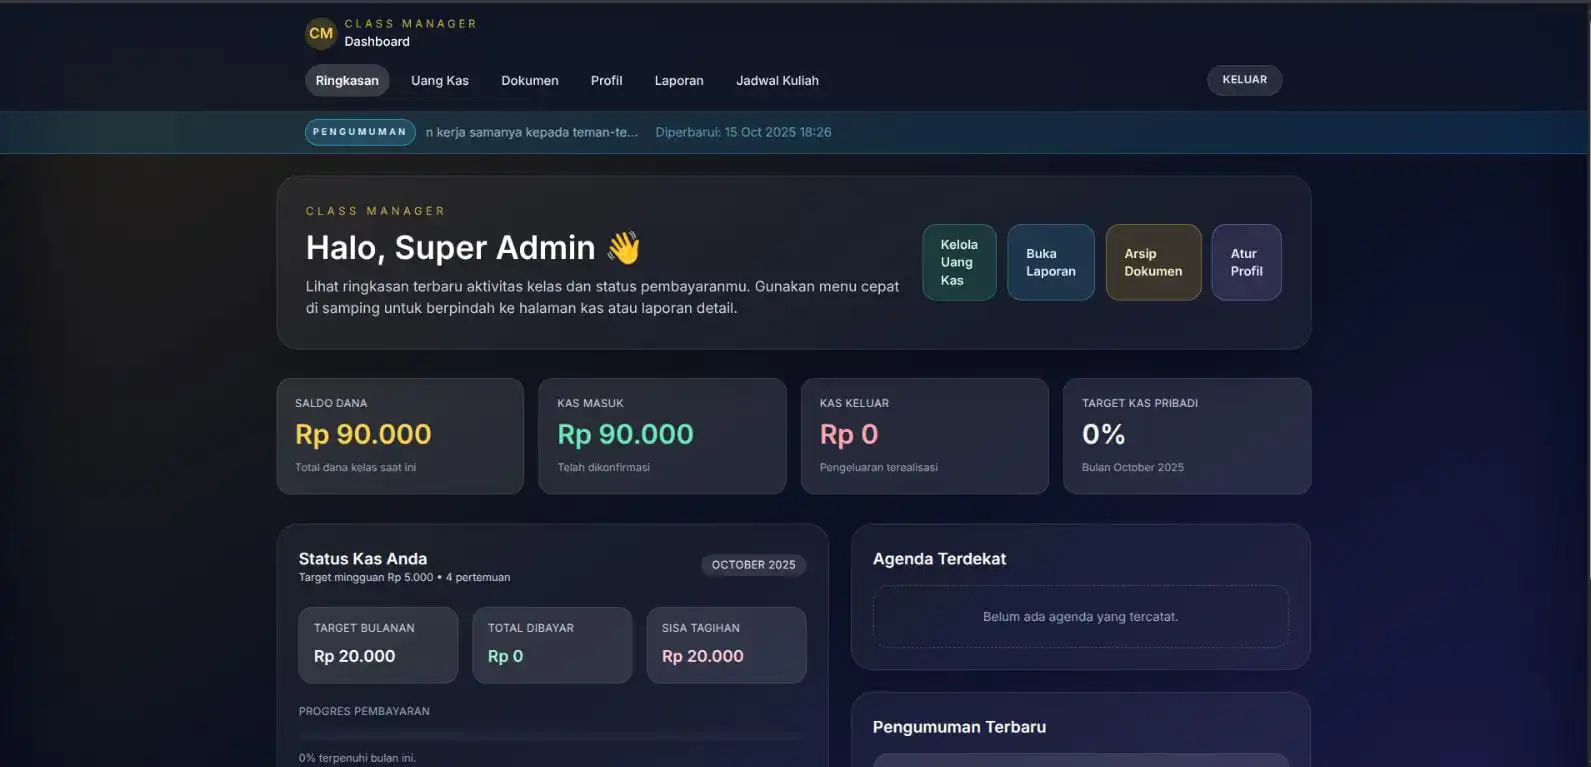 CM
CLASS MANAGER
Dashboard
Ringkasan
Uang Kas
Dokumen
Profil
Laporan
Jadwal Kuliah
KELUAR
PENGUMUMAN
n kerja samanya kepada teman-te...
Diperbarui: 15 Oct 2025 18:26
CLASS MANAGER
Halo, Super Admin 👋
Lihat ringkasan terbaru aktivitas kelas dan status pembayaranmu. Gunakan menu cepat
di samping untuk berpindah ke halaman kas atau laporan detail.
Kelola
Uang
Kas
Buka
Laporan
Arsip
Dokumen
Atur
Profil
SALDO DANA
Rp 90.000
Total dana kelas saat ini
KAS MASUK
Rp 90.000
Telah dikonfirmasi
KAS KELUAR
Rp 0
Pengeluaran terealisasi
TARGET KAS PRIBADI
0%
Bulan October 2025
Status Kas Anda
Target mingguan Rp 5.000 • 4 pertemuan
OCTOBER 2025
TARGET BULANAN
Rp 20.000
TOTAL DIBAYAR
Rp 0
SISA TAGIHAN
Rp 20.000
PROGRES PEMBAYARAN
0% terpenuhi bulan ini.
Agenda Terdekat
Belum ada agenda yang tercatat.
Pengumuman Terbaru